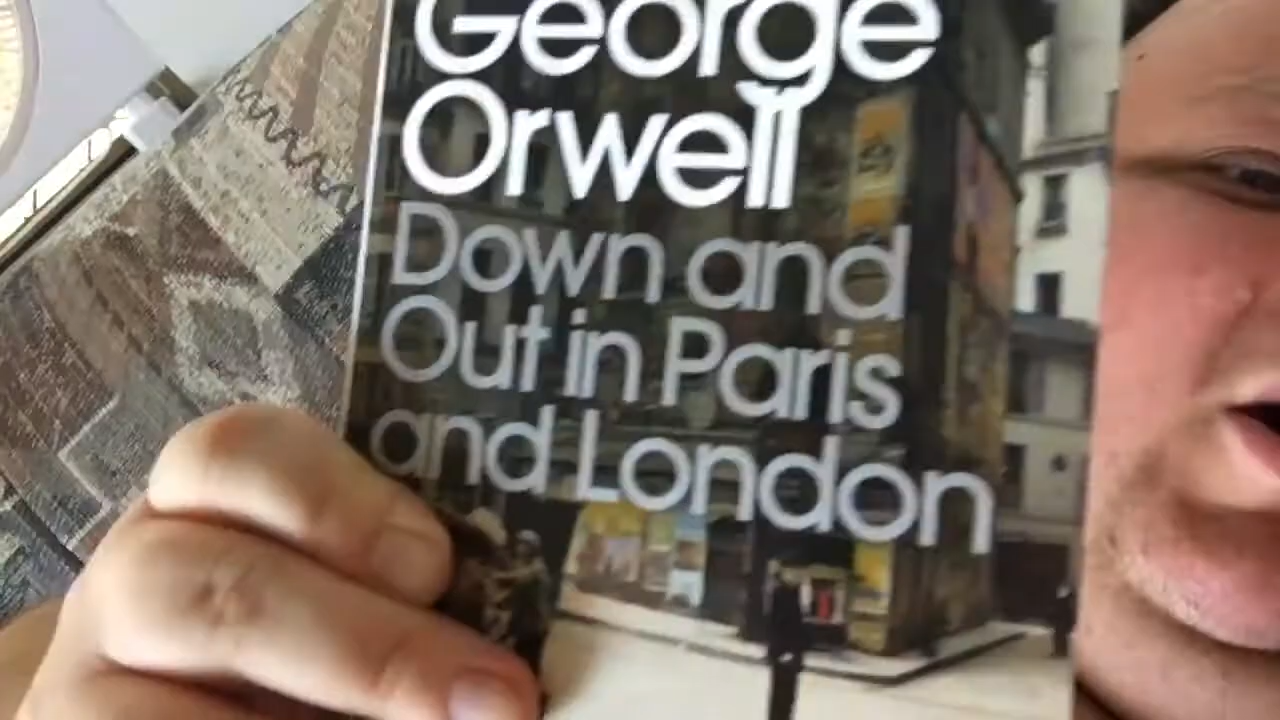 George
Orwell
Down and
Out in Paris
and London